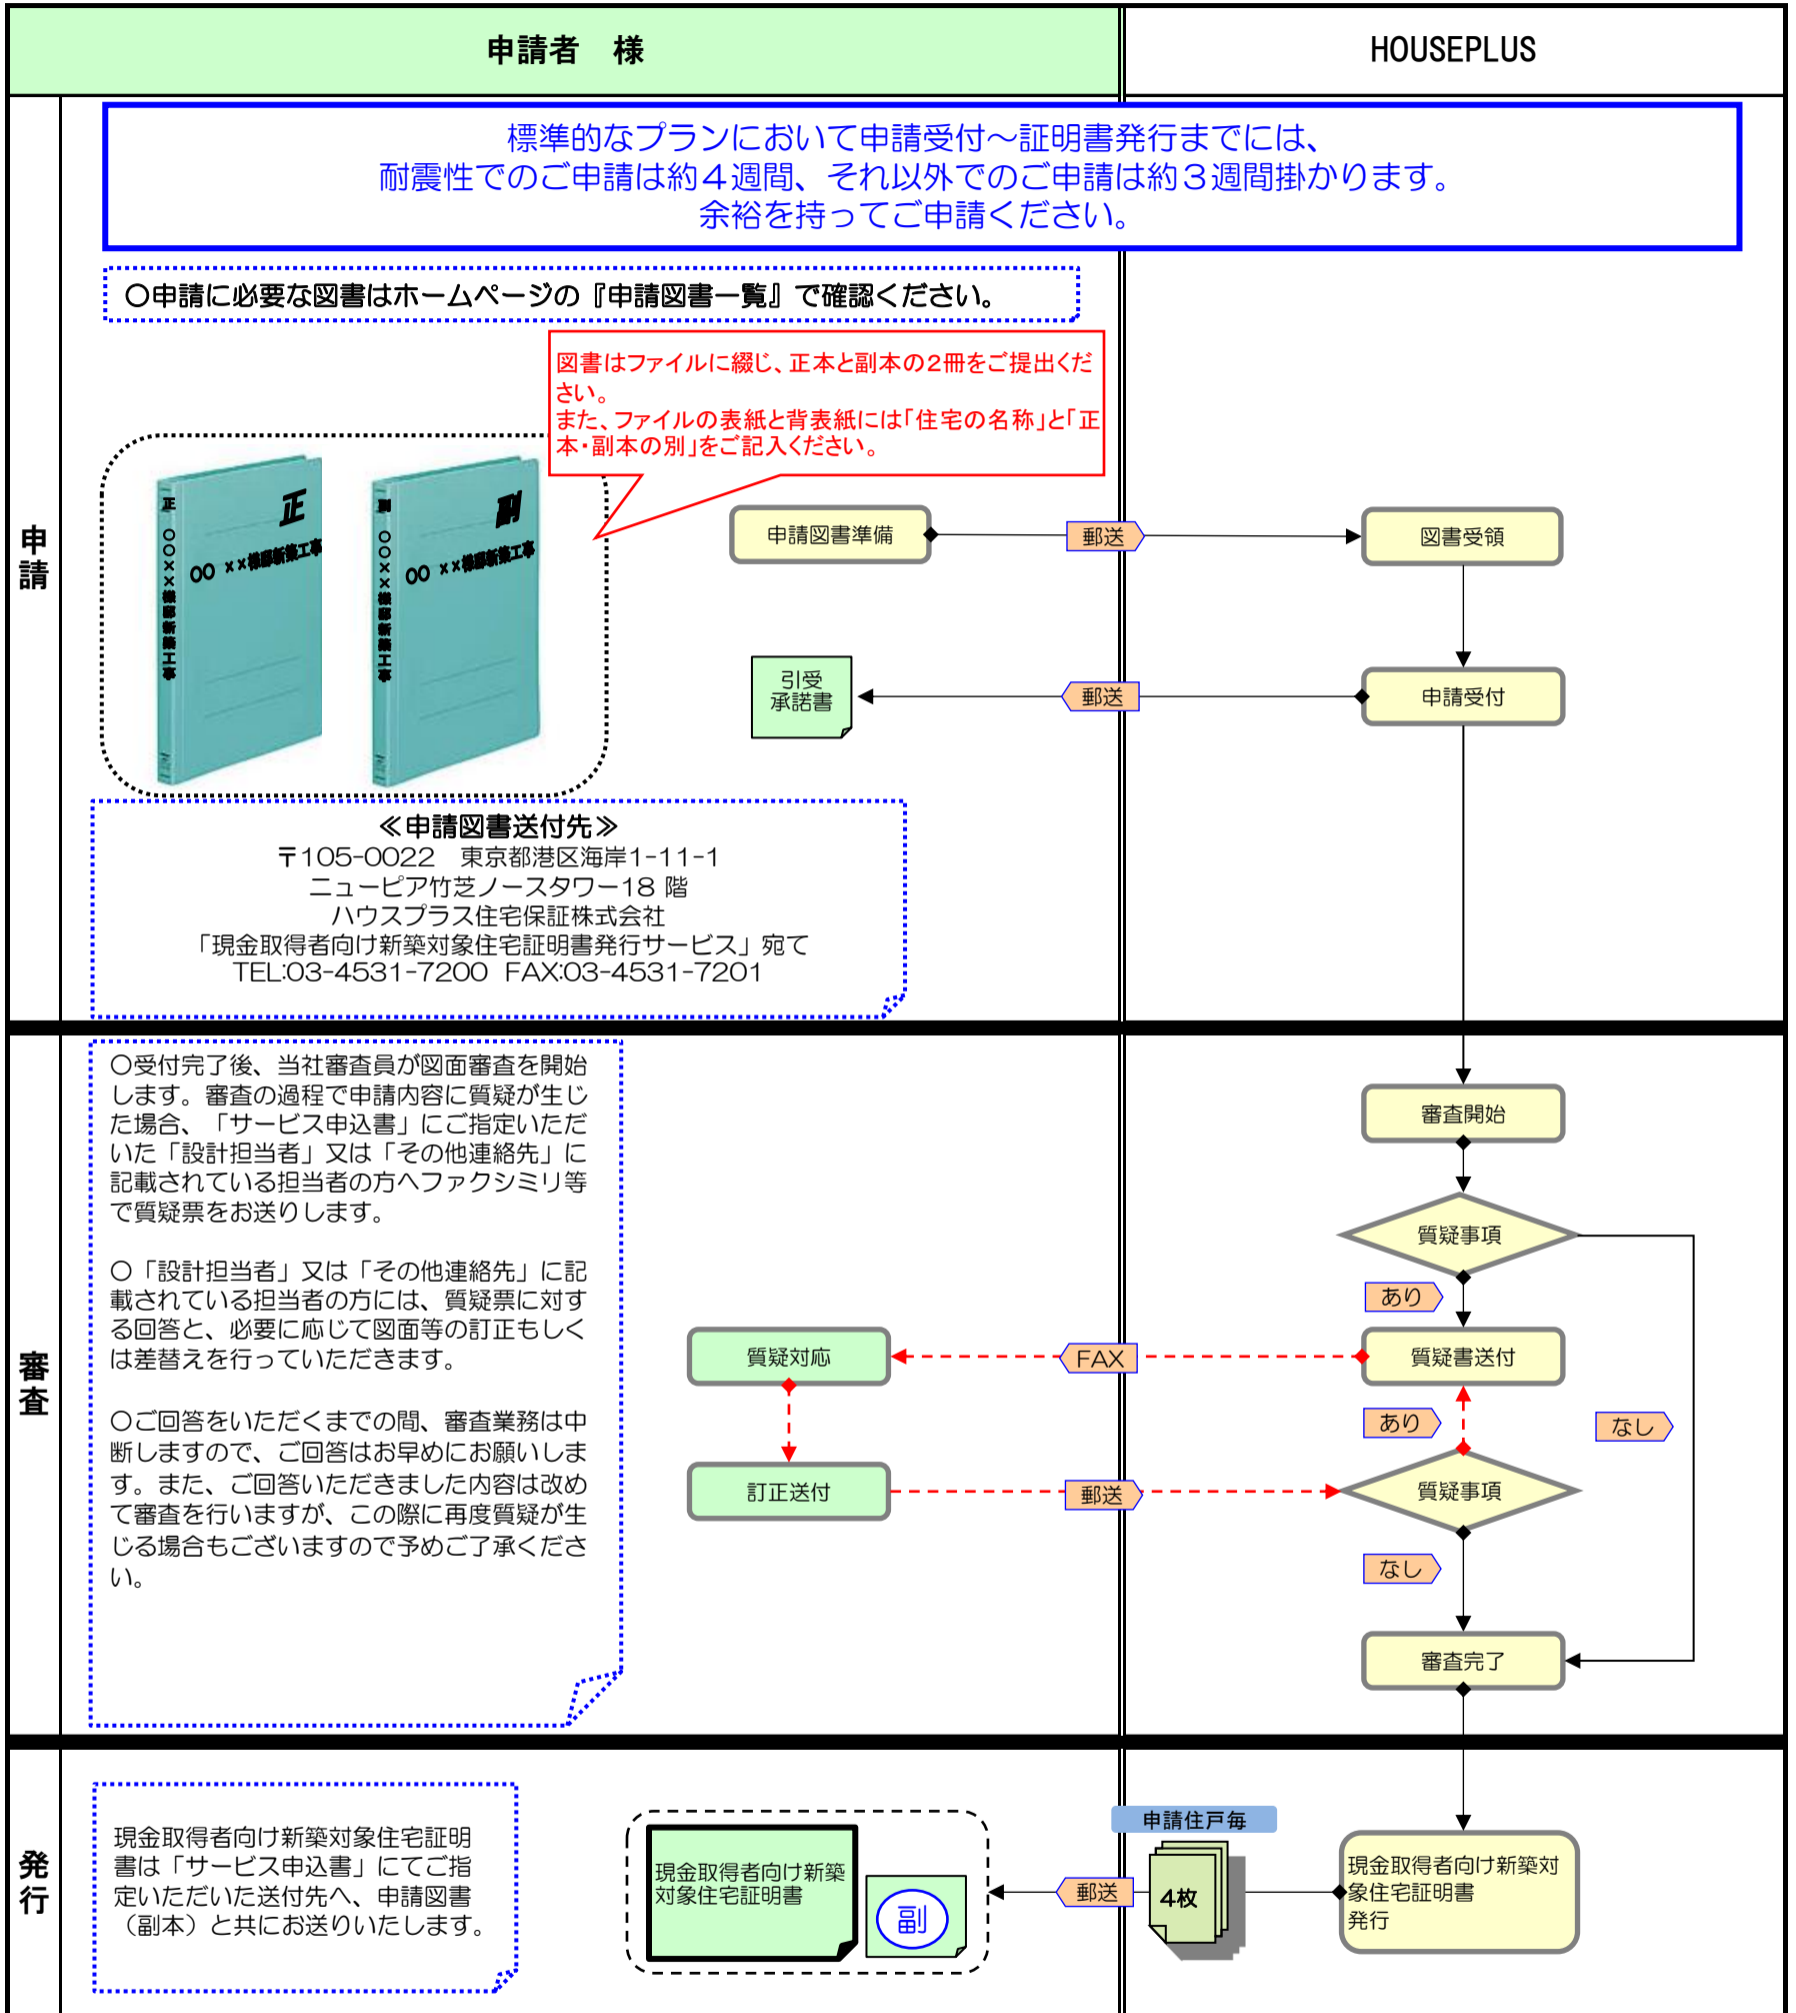 申請者　様
HOUSEPLUS
標準的なプランにおいて申請受付～証明書発行までには、
耐震性でのご申請は約４週間、それ以外でのご申請は約３週間掛かります。
余裕を持ってご申請ください。
〇申請に必要な図書はホームページの『申請図書一覧』で確認ください。
図書はファイルに綴じ、正本と副本の２冊をご提出くだ
さい。
また、ファイルの表紙と背表紙には「住宅の名称」と「正
本・副本の別」をご記入ください。
申請
正
正 〇〇××様邸新築工事
〇〇 ××様邸新築工事
副
副 〇〇××様邸新築工事
〇〇 ××様邸新築工事
申請図書準備
郵送
図書受領
引受
承諾書
郵送
申請受付
≪申請図書送付先≫
〒105-0022　東京都港区海岸1-11-1
ニューピア竹芝ノースタワー18 階
ハウスプラス住宅保証株式会社
「現金取得者向け新築対象住宅証明書発行サービス」宛て
TEL:03-4531-7200 FAX:03-4531-7201
審査
〇受付完了後、当社審査員が図面審査を開始
します。審査の過程で申請内容に質疑が生じ
た場合、「サービス申込書」にご指定いただ
いた「設計担当者」又は「その他連絡先」に
記載されている担当者の方へファクシミリ等
で質疑票をお送りします。
〇「設計担当者」又は「その他連絡先」に記
載されている担当者の方には、質疑票に対す
る回答と、必要に応じて図面等の訂正もしく
は差替えを行っていただきます。
〇ご回答をいただくまでの間、審査業務は中
断しますので、ご回答はお早めにお願いしま
す。また、ご回答いただきました内容は改め
て審査を行いますが、この際に再度質疑が生
じる場合もございますので予めご了承くださ
い。
審査開始
質疑事項
あり
質疑対応
FAX
質疑書送付
あり
なし
訂正送付
郵送
質疑事項
なし
審査完了
発行
現金取得者向け新築対象住宅証明
書は「サービス申込書」にてご指
定いただいた送付先へ、申請図書
（副本）と共にお送りいたします。
現金取得者向け新築
対象住宅証明書
副
郵送
申請住戸毎
4枚
現金取得者向け新築対
象住宅証明書
発行